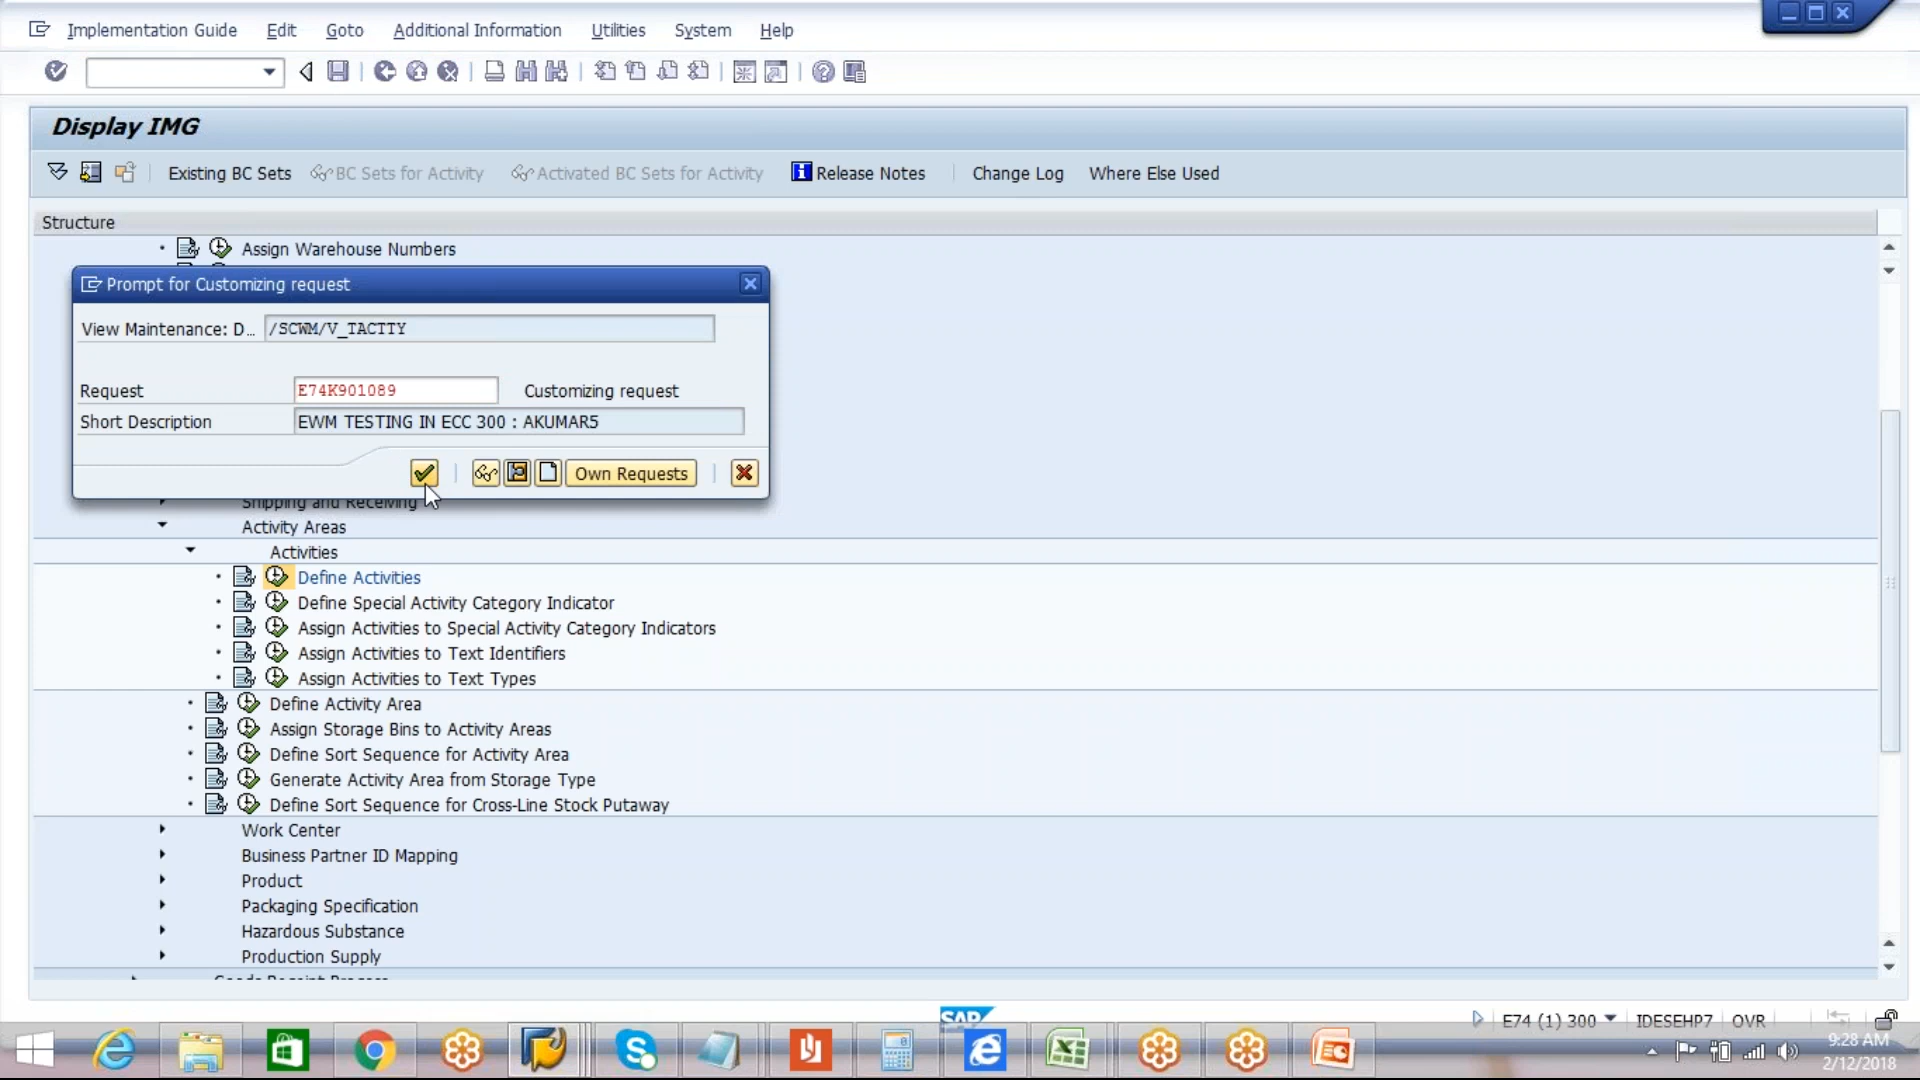 Implementation Guide Edit Goto Additional Information Utilities System Help
Display IMG
Existing BC Sets BC Sets for Activity Activated BC Sets for Activity Release Notes Change Log Where Else Used
Structure
Assign Warehouse Numbers
Prompt for Customizing request
View Maintenance: D... /SCWM/V_TACTTY
Request E74K901089 Customizing request
Short Description EWM TESTING IN ECC 300 : AKUMAR5
Own Requests
Shipping and Receiving
Activity Areas
Activities
Define Activities
Define Special Activity Category Indicator
Assign Activities to Special Activity Category Indicators
Assign Activities to Text Identifiers
Assign Activities to Text Types
Define Activity Area
Assign Storage Bins to Activity Areas
Define Sort Sequence for Activity Area
Generate Activity Area from Storage Type
Define Sort Sequence for Cross-Line Stock Putaway
Work Center
Business Partner ID Mapping
Product
Packaging Specification
Hazardous Substance
Production Supply
Goods Receipt Process
SAP
E74 (1) 300 IDESEHP7 OVR
9:28 AM
2/12/2018